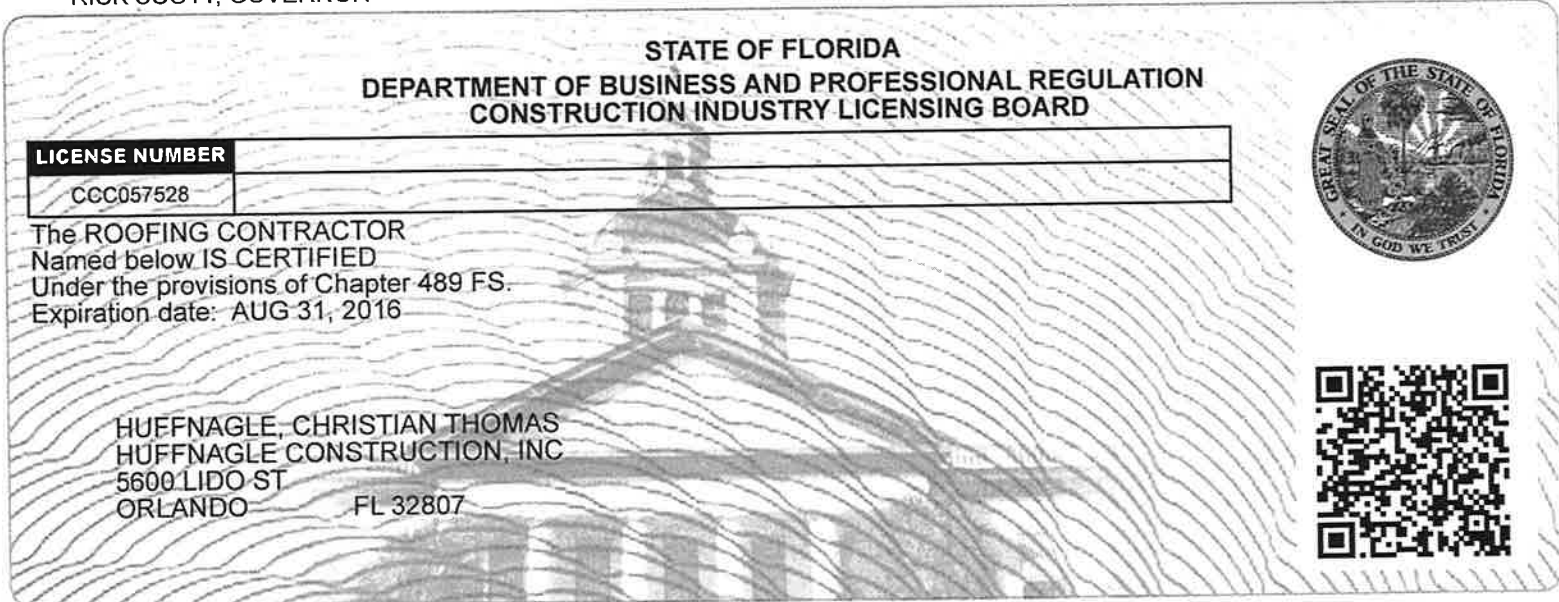 RICK SCOTT, GOVERNOR
STATE OF FLORIDA
DEPARTMENT OF BUSINESS AND PROFESSIONAL REGULATION
CONSTRUCTION INDUSTRY LICENSING BOARD
LICENSE NUMBER
CCC057528
The ROOFING CONTRACTOR
Named below IS CERTIFIED
Under the provisions of Chapter 489 FS.
Expiration date: AUG 31, 2016
HUFFNAGLE, CHRISTIAN THOMAS
HUFFNAGLE CONSTRUCTION, INC
5600 LIDO ST
ORLANDO FL 32807
GREAT SEAL OF THE STATE OF FLORIDA
IN GOD WE TRUST